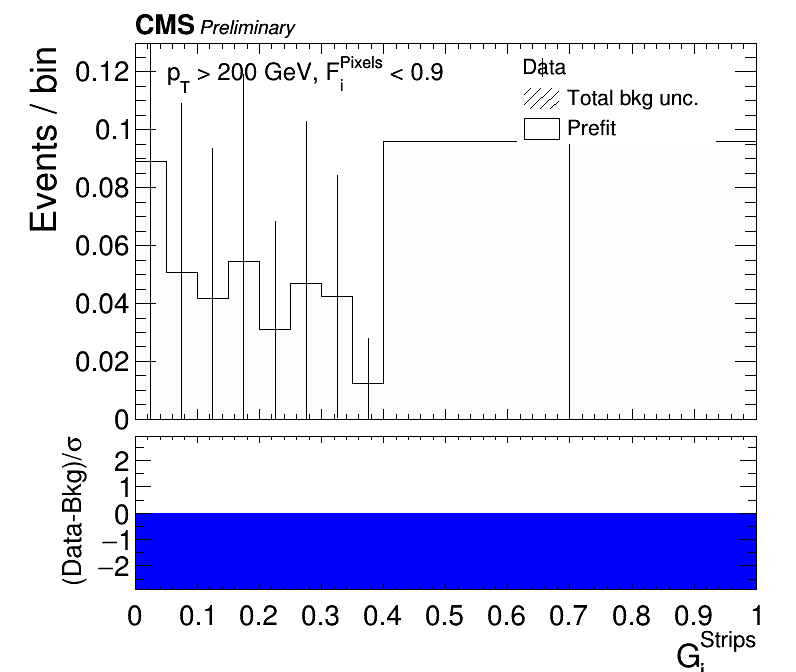 CMS Preliminary
Events / bin
p_T > 200 GeV, F_i^Pixels < 0.9
Data
Total bkg unc.
Prefit
0.12
0.1
0.08
0.06
0.04
0.02
0
(Data-Bkg)/σ
2
1
0
−1
−2
0 0.1 0.2 0.3 0.4 0.5 0.6 0.7 0.8 0.9 1
G_i^Strips